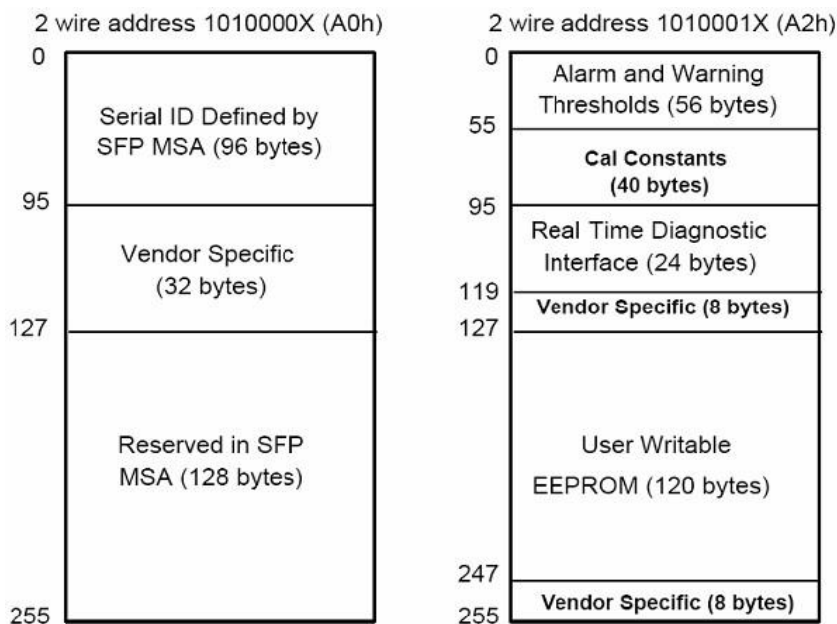 2 wire address 1010000X (A0h)
0
Serial ID Defined by
SFP MSA (96 bytes)
95
Vendor Specific
(32 bytes)
127
Reserved in SFP
MSA (128 bytes)
255
2 wire address 1010001X (A2h)
0
Alarm and Warning
Thresholds (56 bytes)
55
Cal Constants
(40 bytes)
95
Real Time Diagnostic
Interface (24 bytes)
119
Vendor Specific (8 bytes)
127
User Writable
EEPROM (120 bytes)
247
Vendor Specific (8 bytes)
255